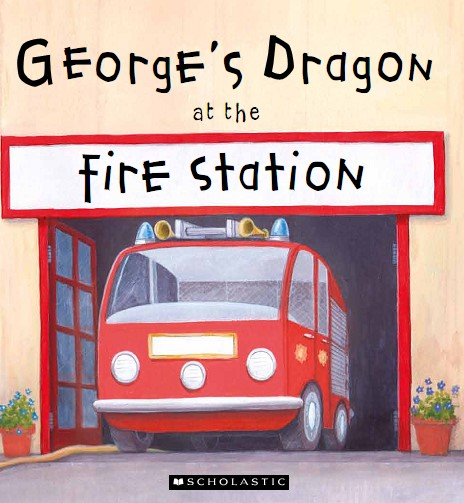 George's Dragon
at the
Fire Station
SCHOLASTIC